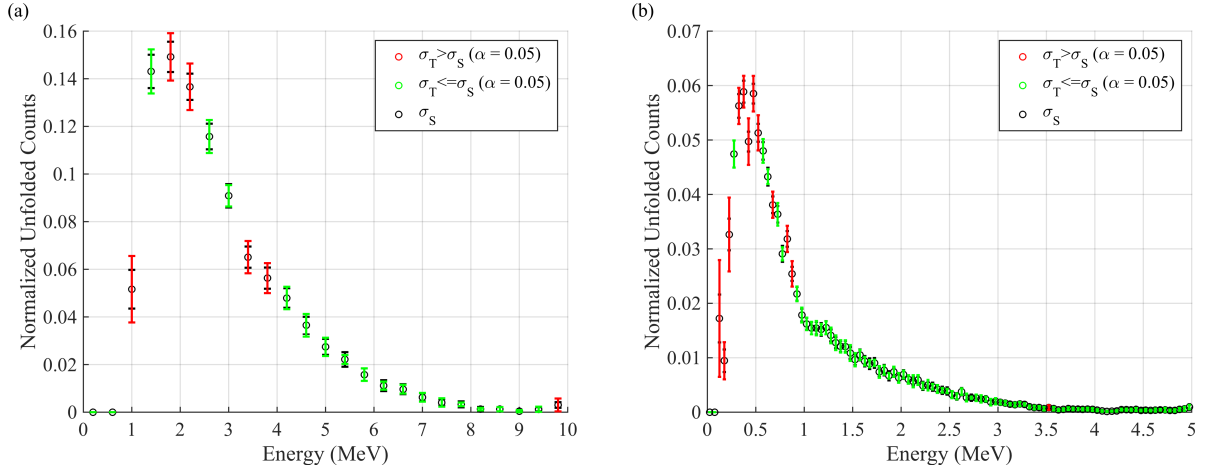 (a)
Normalized Unfolded Counts
0.16
0.14
0.12
0.1
0.08
0.06
0.04
0.02
0
0 1 2 3 4 5 6 7 8 9 10
Energy (MeV)
σT>σS (α = 0.05)
σT<=σS (α = 0.05)
σS
(b)
Normalized Unfolded Counts
0.07
0.06
0.05
0.04
0.03
0.02
0.01
0
0 0.5 1 1.5 2 2.5 3 3.5 4 4.5 5
Energy (MeV)
σT>σS (α = 0.05)
σT<=σS (α = 0.05)
σS